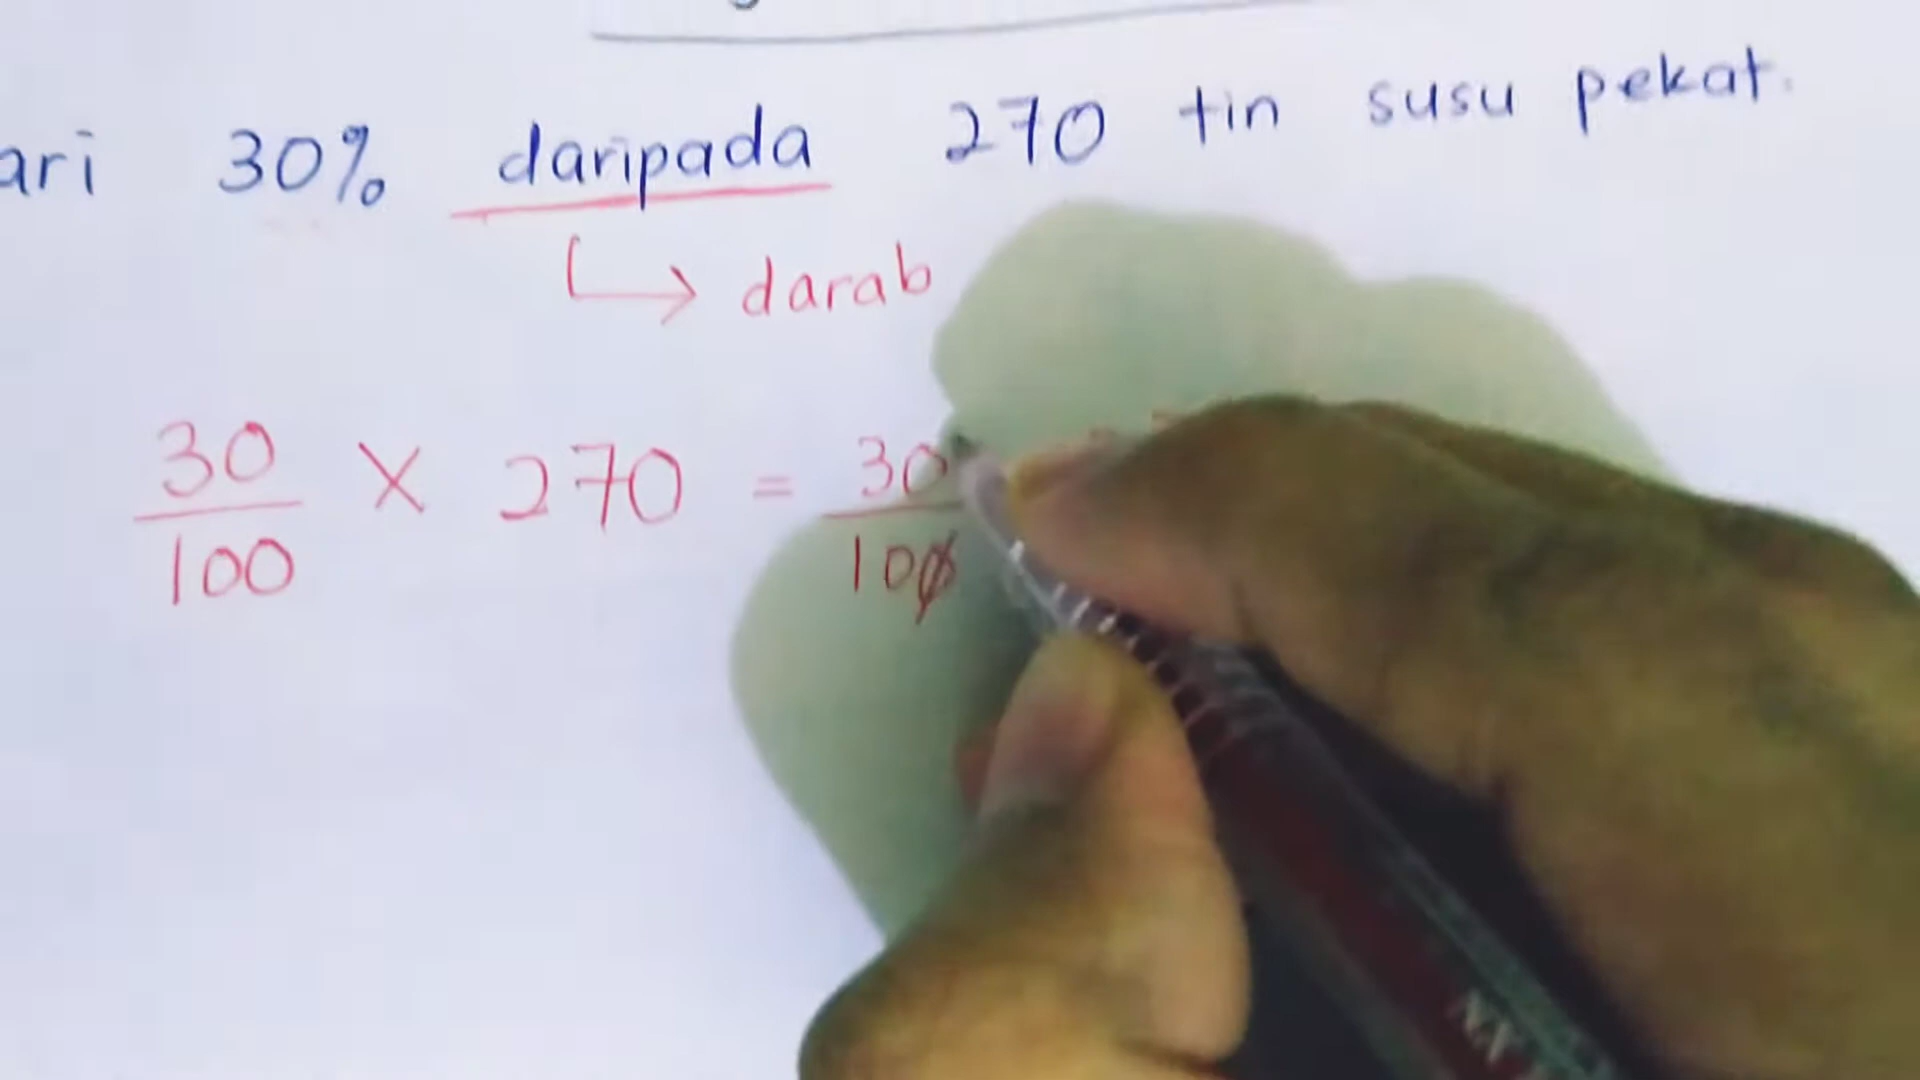 ari 30% daripada 270 tin susu pekat.
darab
30/100 × 270 = 30/100